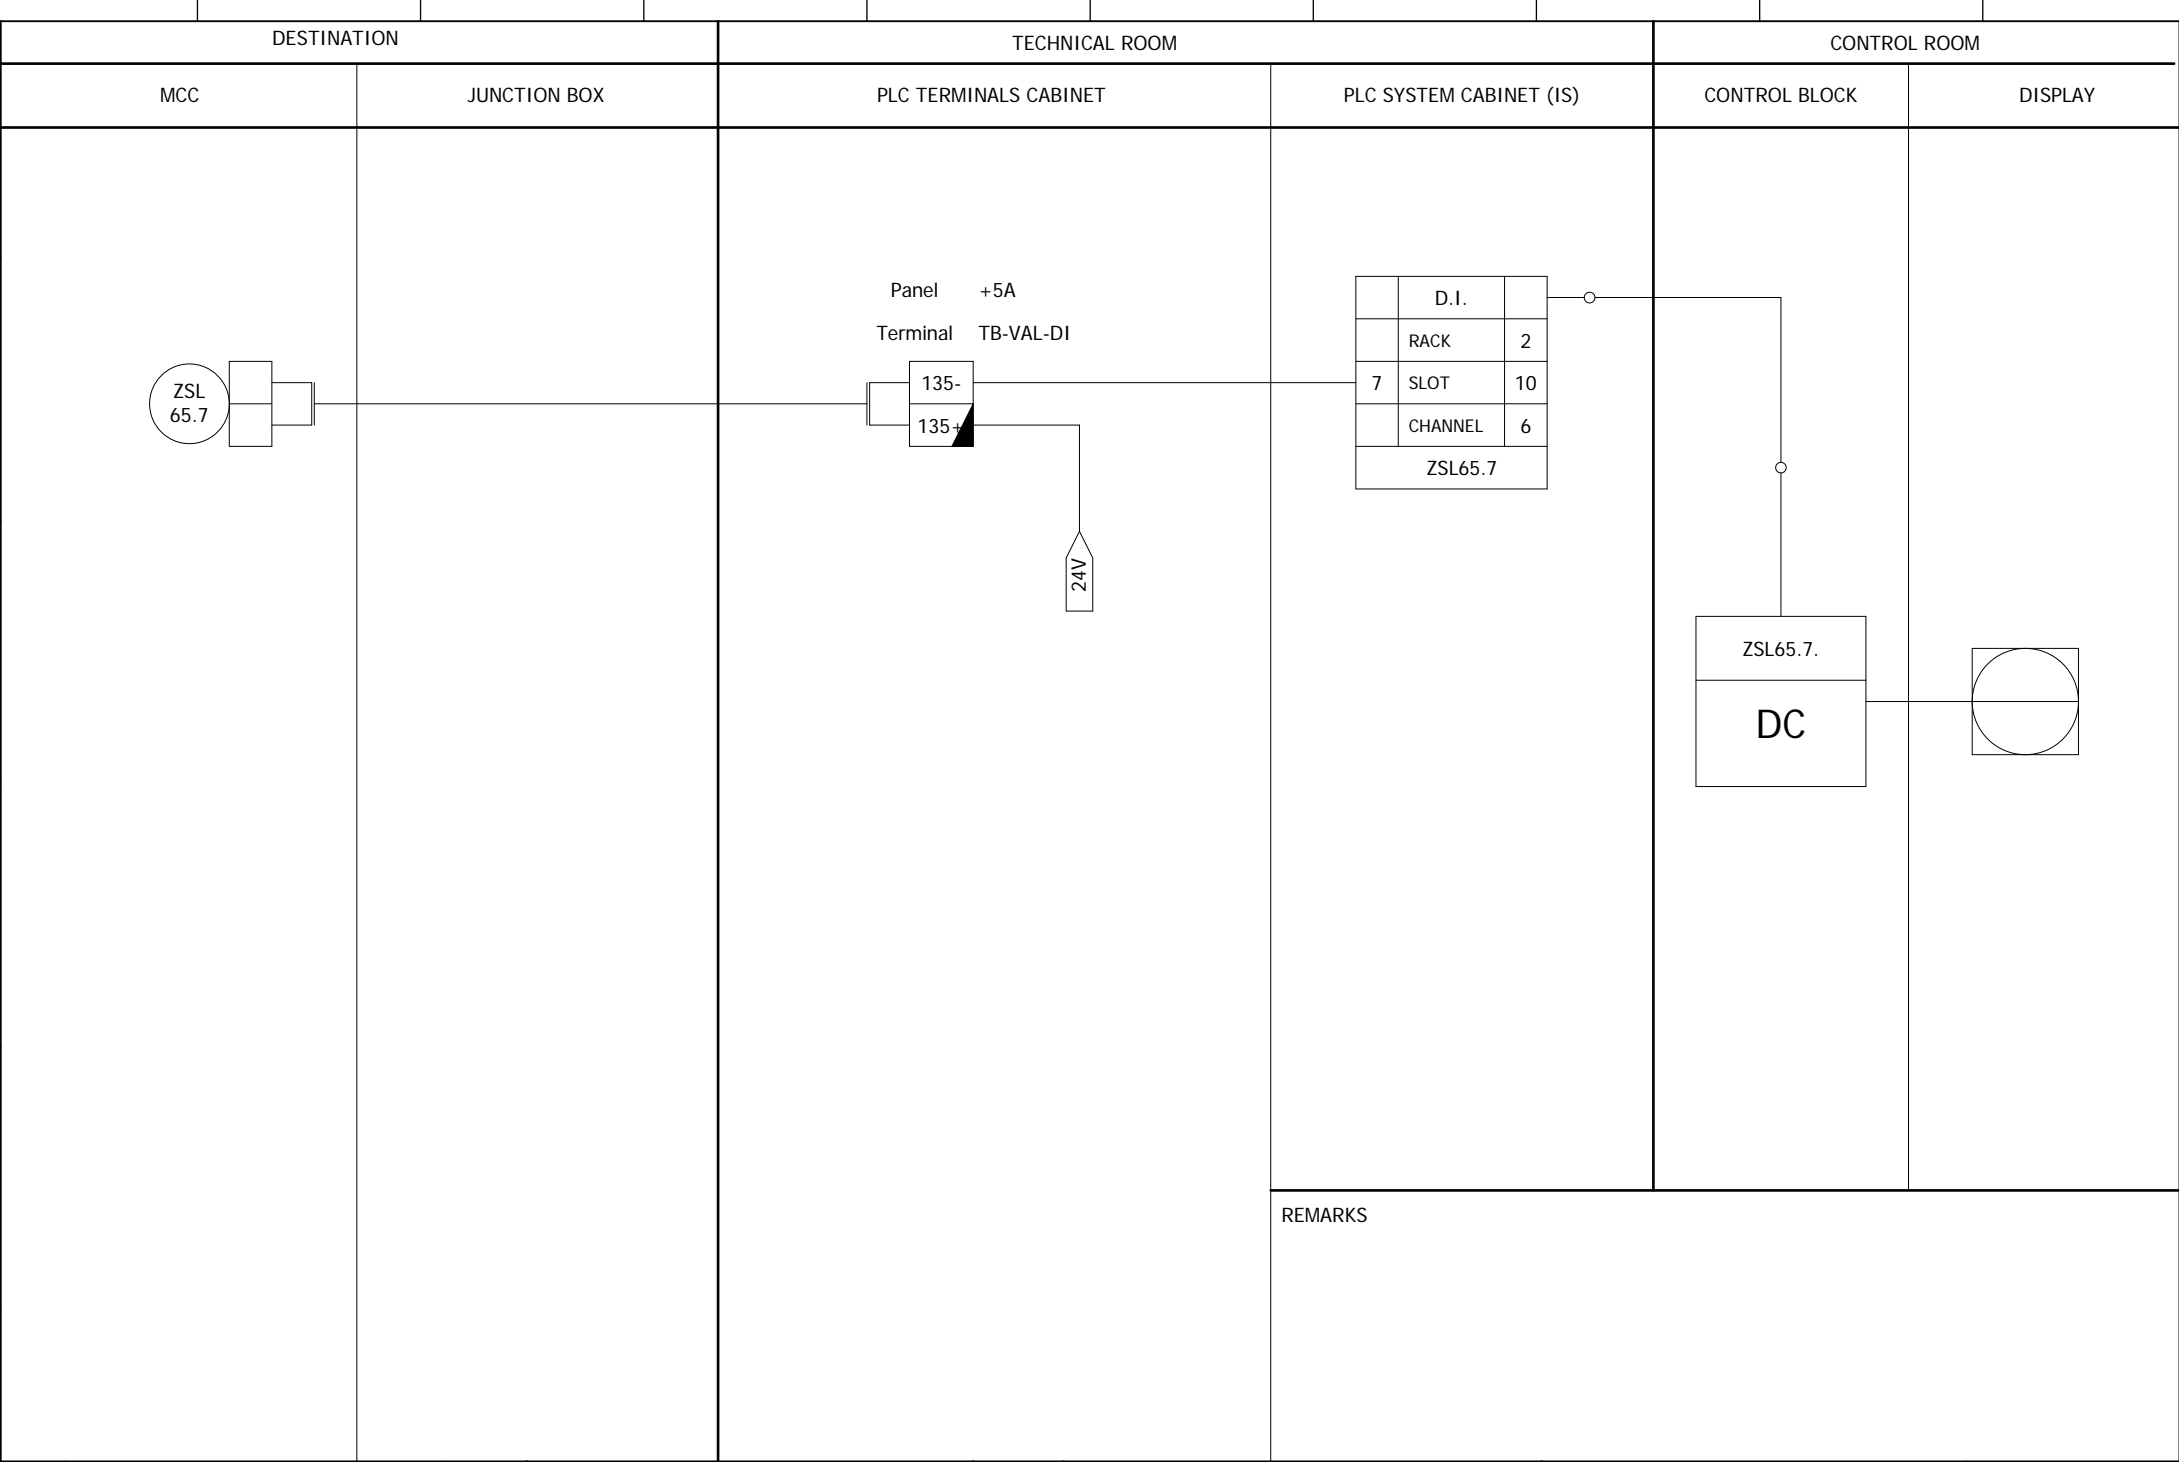 DESTINATION
TECHNICAL ROOM
CONTROL ROOM
MCC
JUNCTION BOX
PLC TERMINALS CABINET
PLC SYSTEM CABINET (IS)
CONTROL BLOCK
DISPLAY
Panel +5A
Terminal TB-VAL-DI
ZSL
65.7
135-
135+
24V
D.I.
RACK 2
7 SLOT 10
CHANNEL 6
ZSL65.7
ZSL65.7.
DC
REMARKS